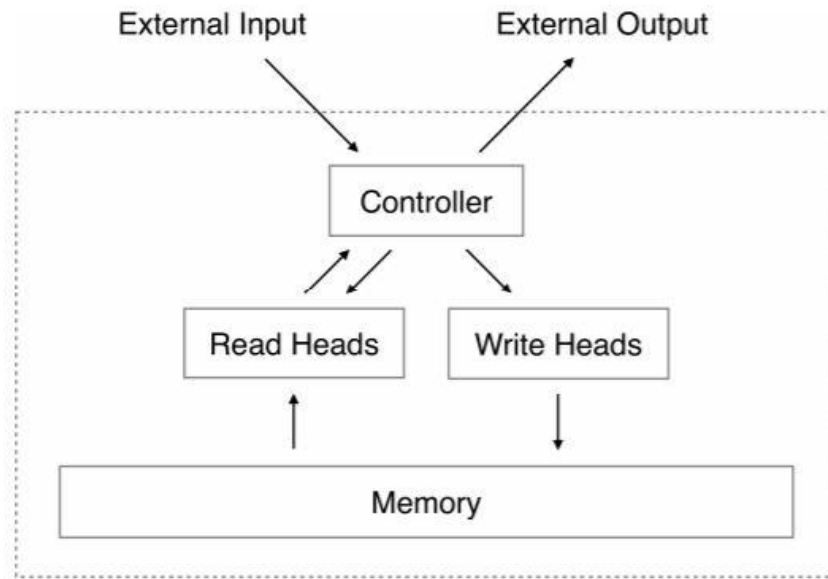 External Input
External Output
Controller
Read Heads
Write Heads
Memory